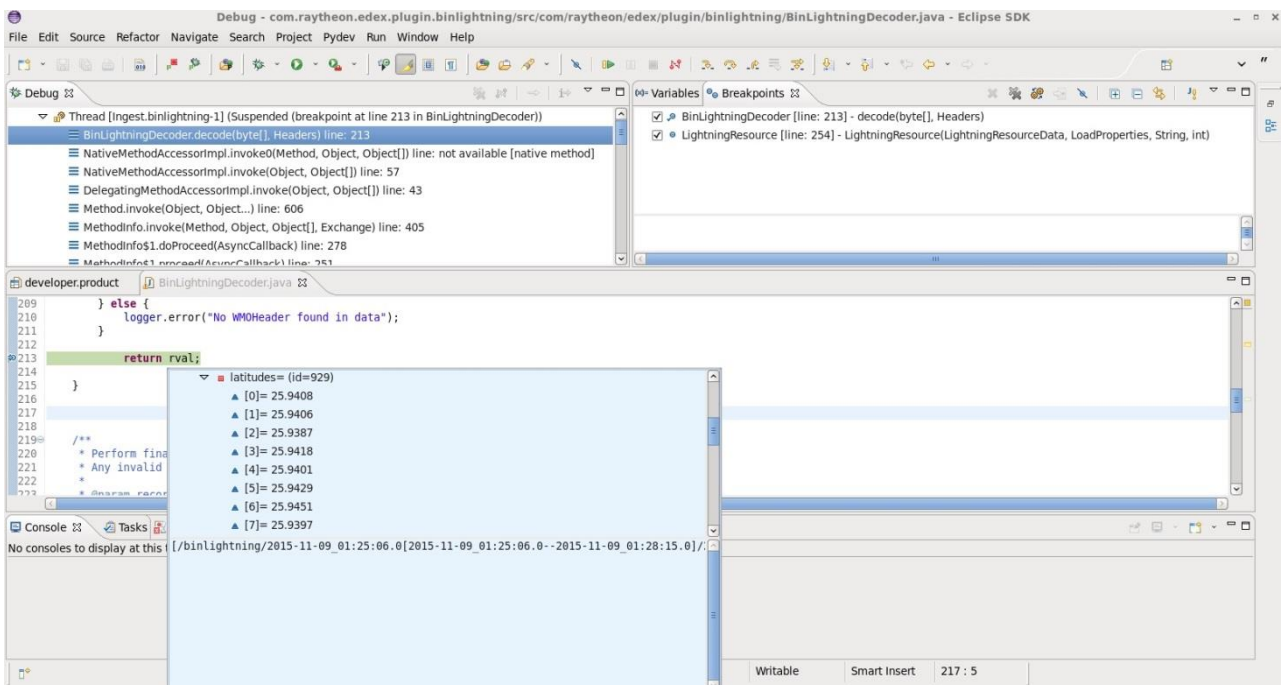 Debug - com.raytheon.edex.plugin.binlightning/src/com/raytheon/edex/plugin/binlightning/BinLightningDecoder.java - Eclipse SDK
File Edit Source Refactor Navigate Search Project Pydev Run Window Help
Debug
Thread [Ingest.binlightning-1] (Suspended (breakpoint at line 213 in BinLightningDecoder))
BinLightningDecoder.decode(byte[], Headers) line: 213
NativeMethodAccessorImpl.invoke0(Method, Object, Object[]) line: not available [native method]
NativeMethodAccessorImpl.invoke(Object, Object[]) line: 57
DelegatingMethodAccessorImpl.invoke(Object, Object[]) line: 43
Method.invoke(Object, Object...) line: 606
MethodInfo.invoke(Method, Object, Object[], Exchange) line: 405
MethodInfo$1.doProceed(AsyncCallback) line: 278
MethodInfo$1.proceed(AsyncCallback) line: 251
Variables Breakpoints
BinLightningDecoder [line: 213] - decode(byte[], Headers)
LightningResource [line: 254] - LightningResource(LightningResourceData, LoadProperties, String, int)
developer.product BinLightningDecoder.java
209 } else {
210 logger.error("No WMOHeader found in data");
211 }
212
213 return rval;
214
215 }
216
217
218
219 /**
220 * Perform fina
221 * Any invalid
222 *
223 * @param recor
latitudes= (id=929)
[0]= 25.9408
[1]= 25.9406
[2]= 25.9387
[3]= 25.9418
[4]= 25.9401
[5]= 25.9429
[6]= 25.9451
[7]= 25.9397
[/binlightning/2015-11-09_01:25:06.0[2015-11-09_01:25:06.0--2015-11-09_01:28:15.0]/
Console Tasks
No consoles to display at this
Writable Smart Insert 217 : 5